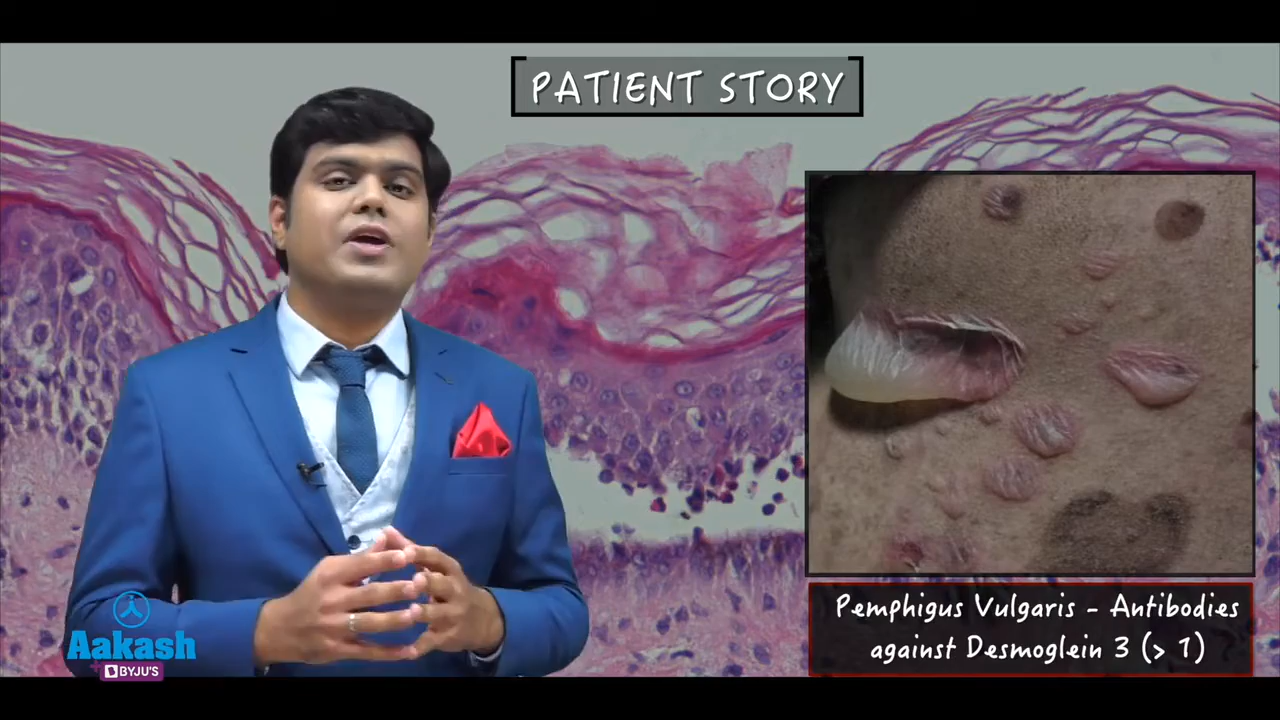 PATIENT STORY
Pemphigus Vulgaris - Antibodies
against Desmoglein 3 (> 1)
Aakash
+ BYJU'S